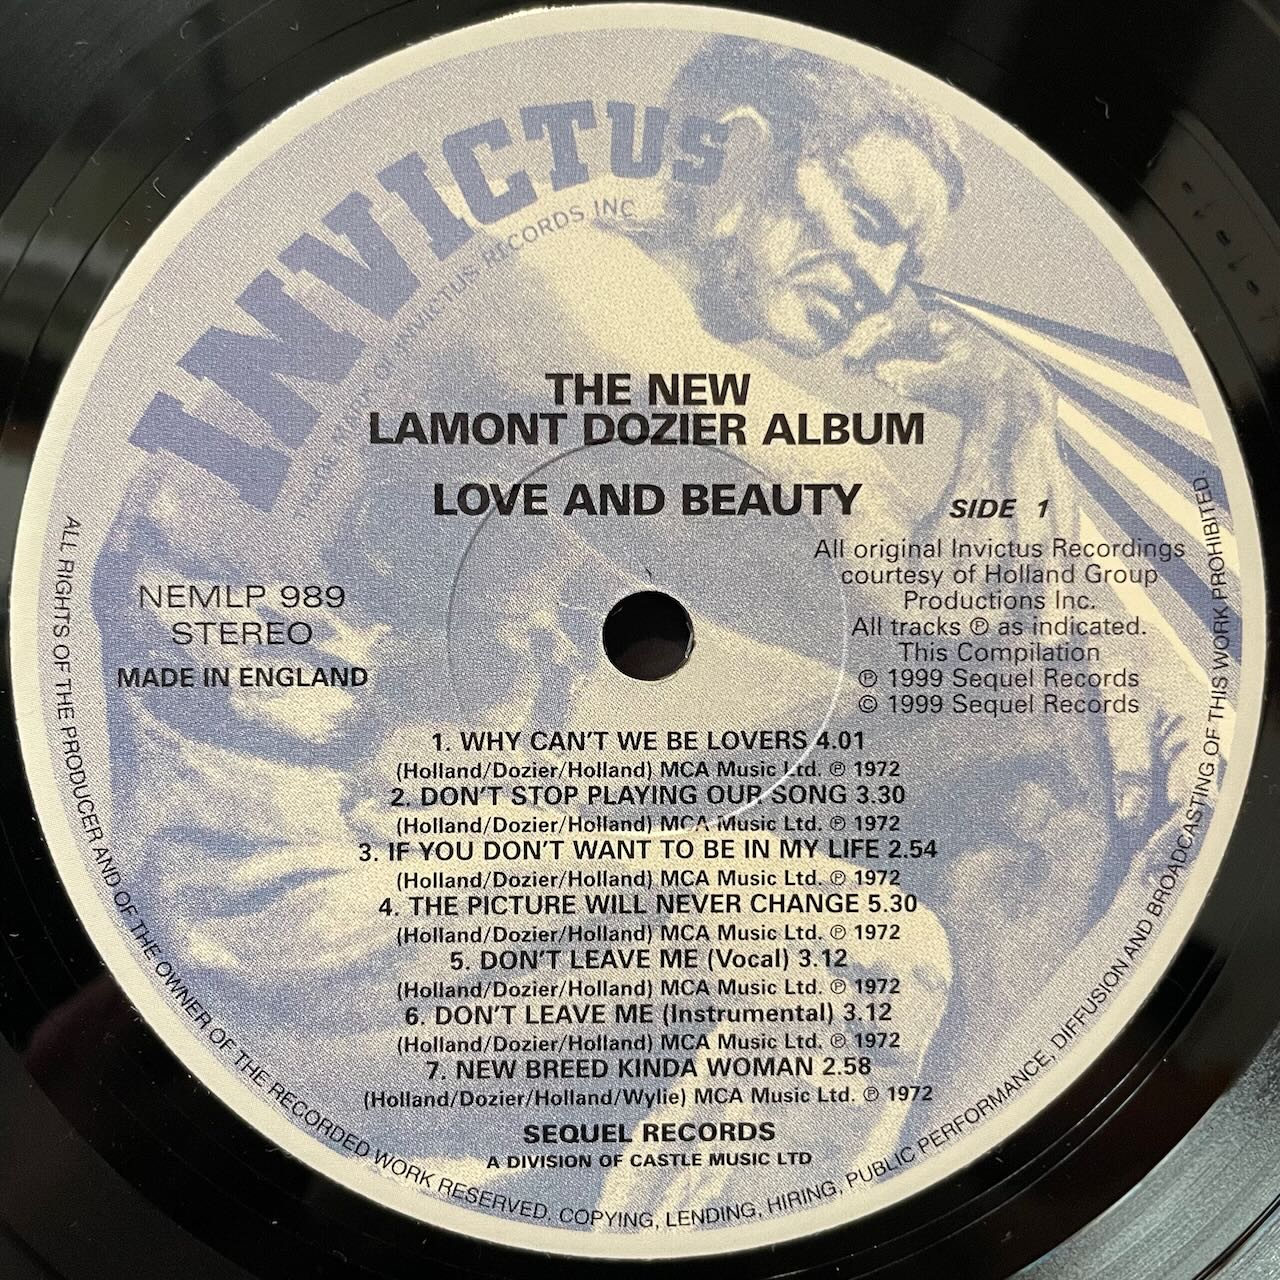 INVICTUS
TRADEMARK OF INVICTUS RECORDS INC
THE NEW
LAMONT DOZIER ALBUM
LOVE AND BEAUTY
SIDE 1
All original Invictus Recordings
courtesy of Holland Group
Productions Inc.
All tracks ℗ as indicated.
This Compilation
℗ 1999 Sequel Records
© 1999 Sequel Records
NEMLP 989
STEREO
MADE IN ENGLAND
1. WHY CAN'T WE BE LOVERS 4.01
(Holland/Dozier/Holland) MCA Music Ltd. ℗ 1972
2. DON'T STOP PLAYING OUR SONG 3.30
(Holland/Dozier/Holland) MCA Music Ltd. ℗ 1972
3. IF YOU DON'T WANT TO BE IN MY LIFE 2.54
(Holland/Dozier/Holland) MCA Music Ltd. ℗ 1972
4. THE PICTURE WILL NEVER CHANGE 5.30
(Holland/Dozier/Holland) MCA Music Ltd. ℗ 1972
5. DON'T LEAVE ME (Vocal) 3.12
(Holland/Dozier/Holland) MCA Music Ltd. ℗ 1972
6. DON'T LEAVE ME (Instrumental) 3.12
(Holland/Dozier/Holland) MCA Music Ltd. ℗ 1972
7. NEW BREED KINDA WOMAN 2.58
(Holland/Dozier/Holland/Wylie) MCA Music Ltd. ℗ 1972
SEQUEL RECORDS
A DIVISION OF CASTLE MUSIC LTD
ALL RIGHTS OF THE PRODUCER AND OF THE OWNER OF THE RECORDED WORK RESERVED. COPYING, LENDING, HIRING, PUBLIC PERFORMANCE, DIFFUSION AND BROADCASTING OF THIS WORK PROHIBITED.